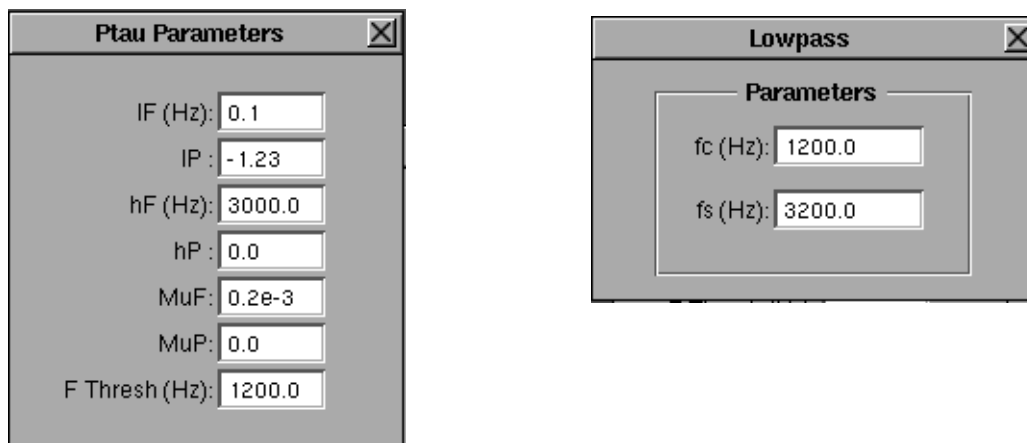 Ptau Parameters
lF (Hz): 0.1
lP : -1.23
hF (Hz): 3000.0
hP : 0.0
MuF: 0.2e-3
MuP: 0.0
F Thresh (Hz): 1200.0
Lowpass
Parameters
fc (Hz): 1200.0
fs (Hz): 3200.0